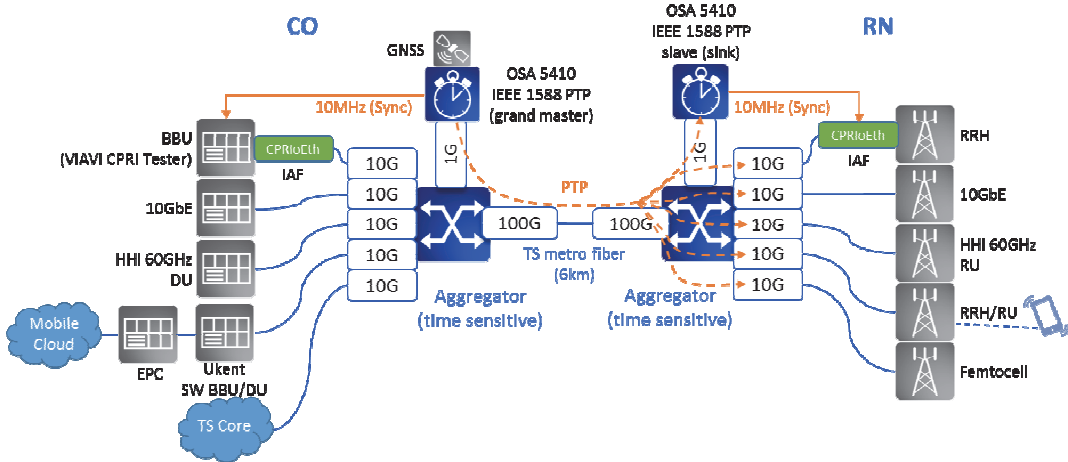 CO
GNSS
OSA 5410
IEEE 1588 PTP
(grand master)
10MHz (Sync)
BBU
(VIAVI CPRI Tester)
CPRIoEth
IAF
10GbE
HHI 60GHz
DU
Mobile
Cloud
EPC
Ukent
SW BBU/DU
TS Core
10G
10G
10G
10G
10G
1G
100G
Aggregator
(time sensitive)
PTP
TS metro fiber
(6km)
OSA 5410
IEEE 1588 PTP
slave (sink)
RN
10MHz (Sync)
1G
100G
Aggregator
(time sensitive)
10G
10G
10G
10G
10G
CPRIoEth
IAF
RRH
10GbE
HHI 60GHz
RU
RRH/RU
Femtocell